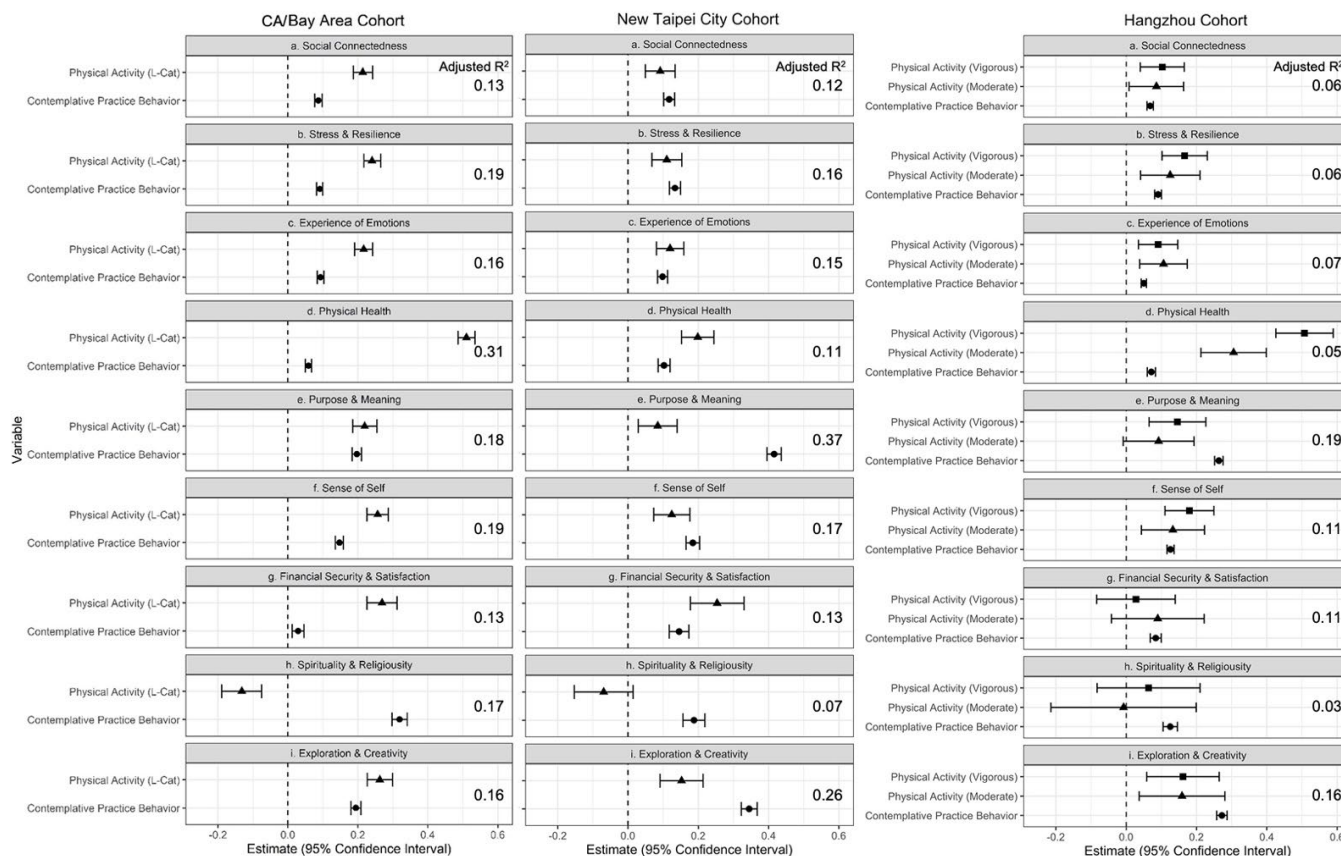 CA/Bay Area Cohort
a. Social Connectedness
Adjusted R²
Physical Activity (L-Cat)
0.13
Contemplative Practice Behavior
b. Stress & Resilience
Physical Activity (L-Cat)
0.19
Contemplative Practice Behavior
c. Experience of Emotions
Physical Activity (L-Cat)
0.16
Contemplative Practice Behavior
d. Physical Health
Physical Activity (L-Cat)
0.31
Contemplative Practice Behavior
e. Purpose & Meaning
Physical Activity (L-Cat)
0.18
Contemplative Practice Behavior
f. Sense of Self
Physical Activity (L-Cat)
0.19
Contemplative Practice Behavior
g. Financial Security & Satisfaction
Physical Activity (L-Cat)
0.13
Contemplative Practice Behavior
h. Spirituality & Religiousity
Physical Activity (L-Cat)
0.17
Contemplative Practice Behavior
i. Exploration & Creativity
Physical Activity (L-Cat)
0.16
Contemplative Practice Behavior
Variable
-0.2 0.0 0.2 0.4 0.6
Estimate (95% Confidence Interval)
New Taipei City Cohort
a. Social Connectedness
Adjusted R²
0.12
b. Stress & Resilience
0.16
c. Experience of Emotions
0.15
d. Physical Health
0.11
e. Purpose & Meaning
0.37
f. Sense of Self
0.17
g. Financial Security & Satisfaction
0.13
h. Spirituality & Religiousity
0.07
i. Exploration & Creativity
0.26
-0.2 0.0 0.2 0.4 0.6
Estimate (95% Confidence Interval)
Hangzhou Cohort
a. Social Connectedness
Adjusted R²
Physical Activity (Vigorous)
Physical Activity (Moderate)
0.06
Contemplative Practice Behavior
b. Stress & Resilience
Physical Activity (Vigorous)
Physical Activity (Moderate)
0.06
Contemplative Practice Behavior
c. Experience of Emotions
Physical Activity (Vigorous)
Physical Activity (Moderate)
0.07
Contemplative Practice Behavior
d. Physical Health
Physical Activity (Vigorous)
Physical Activity (Moderate)
0.05
Contemplative Practice Behavior
e. Purpose & Meaning
Physical Activity (Vigorous)
Physical Activity (Moderate)
0.19
Contemplative Practice Behavior
f. Sense of Self
Physical Activity (Vigorous)
Physical Activity (Moderate)
0.11
Contemplative Practice Behavior
g. Financial Security & Satisfaction
Physical Activity (Vigorous)
Physical Activity (Moderate)
0.11
Contemplative Practice Behavior
h. Spirituality & Religiousity
Physical Activity (Vigorous)
Physical Activity (Moderate)
0.03
Contemplative Practice Behavior
i. Exploration & Creativity
Physical Activity (Vigorous)
Physical Activity (Moderate)
0.16
Contemplative Practice Behavior
-0.2 0.0 0.2 0.4 0.6
Estimate (95% Confidence Interval)